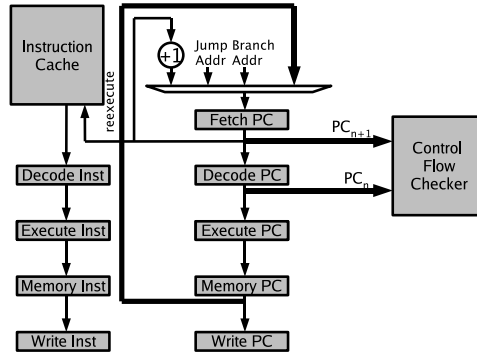 Instruction
Cache
+1
Jump Branch
Addr Addr
reexecute
Fetch PC
PCn+1
Control
Flow
Checker
Decode Inst
Decode PC
PCn
Execute Inst
Execute PC
Memory Inst
Memory PC
Write Inst
Write PC